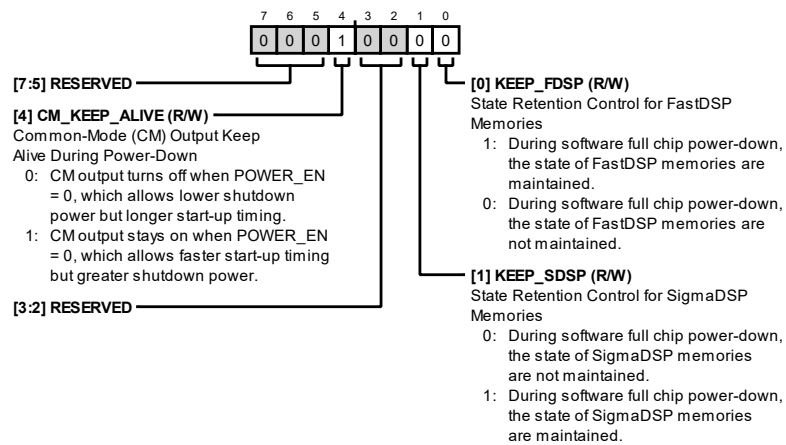 7 6 5 4 3 2 1 0
0 0 0 1 0 0 0 0
[7:5] RESERVED
[4] CM_KEEP_ALIVE (R/W)
Common-Mode (CM) Output Keep
Alive During Power-Down
0: CM output turns off when POWER_EN
= 0, which allows lower shutdown
power but longer start-up timing.
1: CM output stays on when POWER_EN
= 0, which allows faster start-up timing
but greater shutdown power.
[3:2] RESERVED
[0] KEEP_FDSP (R/W)
State Retention Control for FastDSP
Memories
1: During software full chip power-down,
the state of FastDSP memories are
maintained.
0: During software full chip power-down,
the state of FastDSP memories are
not maintained.
[1] KEEP_SDSP (R/W)
State Retention Control for SigmaDSP
Memories
0: During software full chip power-down,
the state of SigmaDSP memories
are not maintained.
1: During software full chip power-down,
the state of SigmaDSP memories
are maintained.